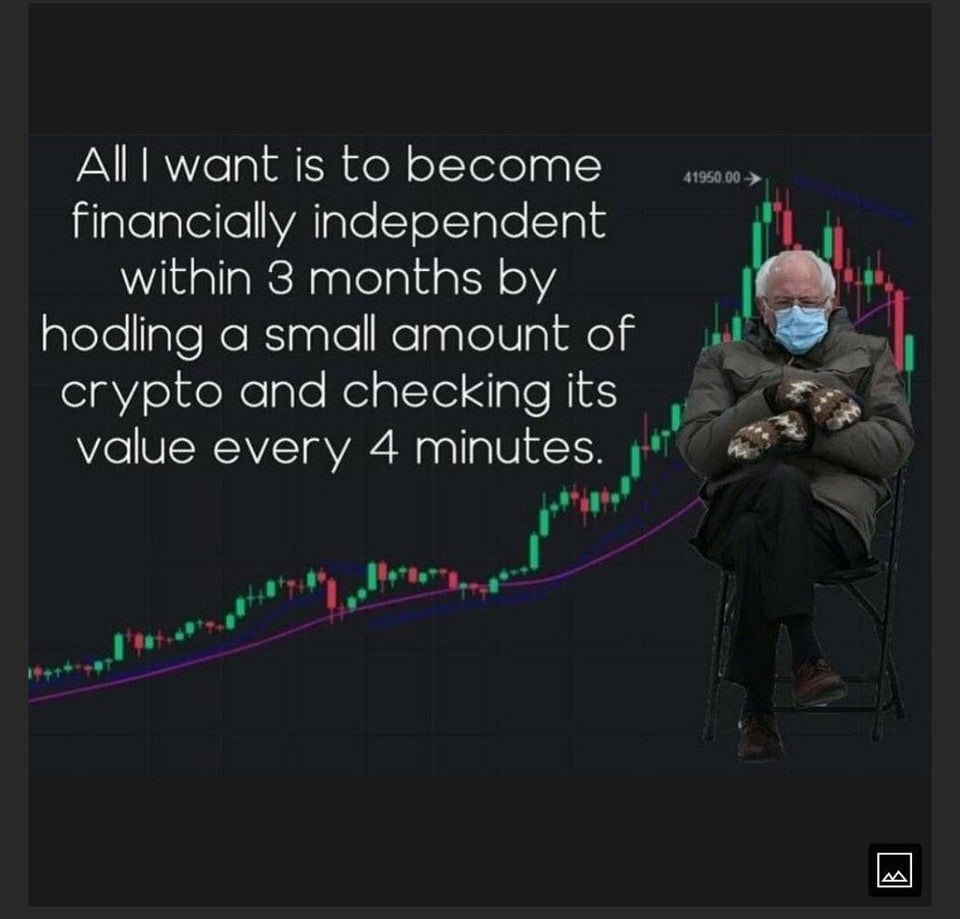 All I want is to become
financially independent
within 3 months by
hodling a small amount of
crypto and checking its
value every 4 minutes.
41950.00